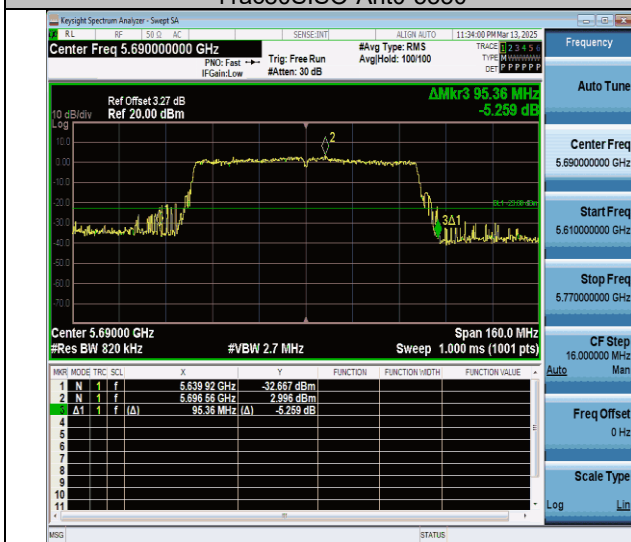 Keysight Spectrum Analyzer - Swept SA
RL RF 50 Ω AC SENSE:INT ALIGN AUTO 11:34:00 PM Mar 13, 2025
Center Freq 5.690000000 GHz #Avg Type: RMS TRACE 1 2 3 4 5 6
PNO: Fast Trig: Free Run Avg|Hold: 100/100 TYPE M WWWWW
IFGain:Low #Atten: 30 dB DET P P P P P P
ΔMkr3 95.36 MHz
-5.259 dB
Ref Offset 3.27 dB
10 dB/div Ref 20.00 dBm
Log
10.0
0.00
-10.0
-20.0
-30.0
-40.0
-50.0
-60.0
-70.0
2
3Δ1
Center 5.69000 GHz Span 160.0 MHz
#Res BW 820 kHz #VBW 2.7 MHz Sweep 1.000 ms (1001 pts)
MKR MODE TRC SCL X Y FUNCTION FUNCTION WIDTH FUNCTION VALUE
1 N 1 f 5.639 92 GHz -32.667 dBm
2 N 1 f 5.696 56 GHz 2.996 dBm
3 Δ1 1 f (Δ) 95.36 MHz (Δ) -5.259 dB
4
5
6
7
8
9
10
11
MSG STATUS
Frequency
Auto Tune
Center Freq
5.690000000 GHz
Start Freq
5.610000000 GHz
Stop Freq
5.770000000 GHz
CF Step
16.000000 MHz
Auto Man
Freq Offset
0 Hz
Scale Type
Log Lin